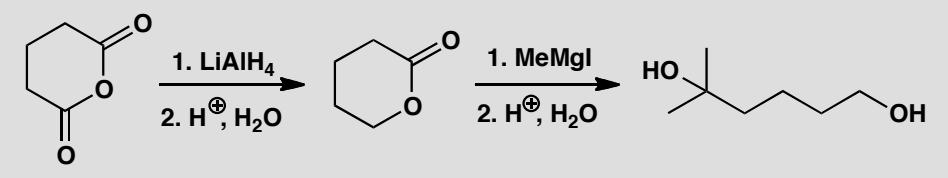 O
O
O
1. LiAlH₄
2. H⊕, H₂O
O
O
1. MeMgI
2. H⊕, H₂O
HO
OH